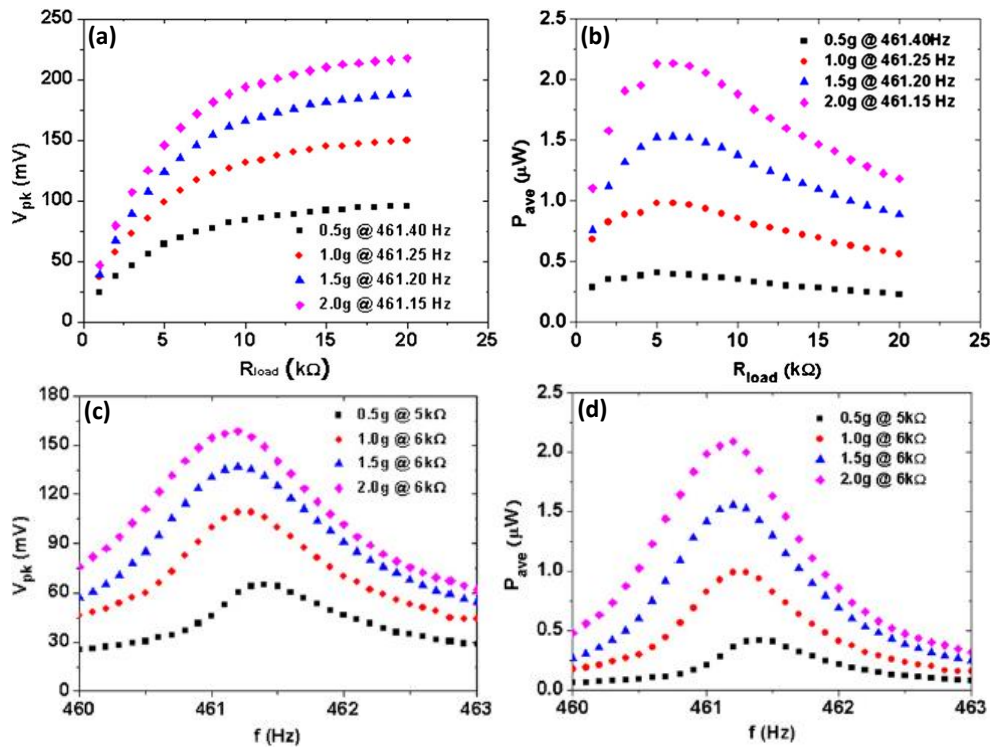 (a)
250
200
150
100
50
0
V_pk (mV)
0 5 10 15 20 25
R_load (kΩ)
0.5g @ 461.40 Hz
1.0g @ 461.25 Hz
1.5g @ 461.20 Hz
2.0g @ 461.15 Hz
(b)
2.5
2.0
1.5
1.0
0.5
0.0
P_ave (μW)
0 5 10 15 20 25
R_load (kΩ)
0.5g @ 461.40Hz
1.0g @ 461.25 Hz
1.5g @ 461.20 Hz
2.0g @ 461.15 Hz
(c)
180
150
120
90
60
30
0
V_pk (mV)
460 461 462 463
f (Hz)
0.5g @ 5kΩ
1.0g @ 6kΩ
1.5g @ 6kΩ
2.0g @ 6kΩ
(d)
2.5
2.0
1.5
1.0
0.5
0.0
P_ave (μW)
460 461 462 463
f (Hz)
0.5g @ 5kΩ
1.0g @ 6kΩ
1.5g @ 6kΩ
2.0g @ 6kΩ